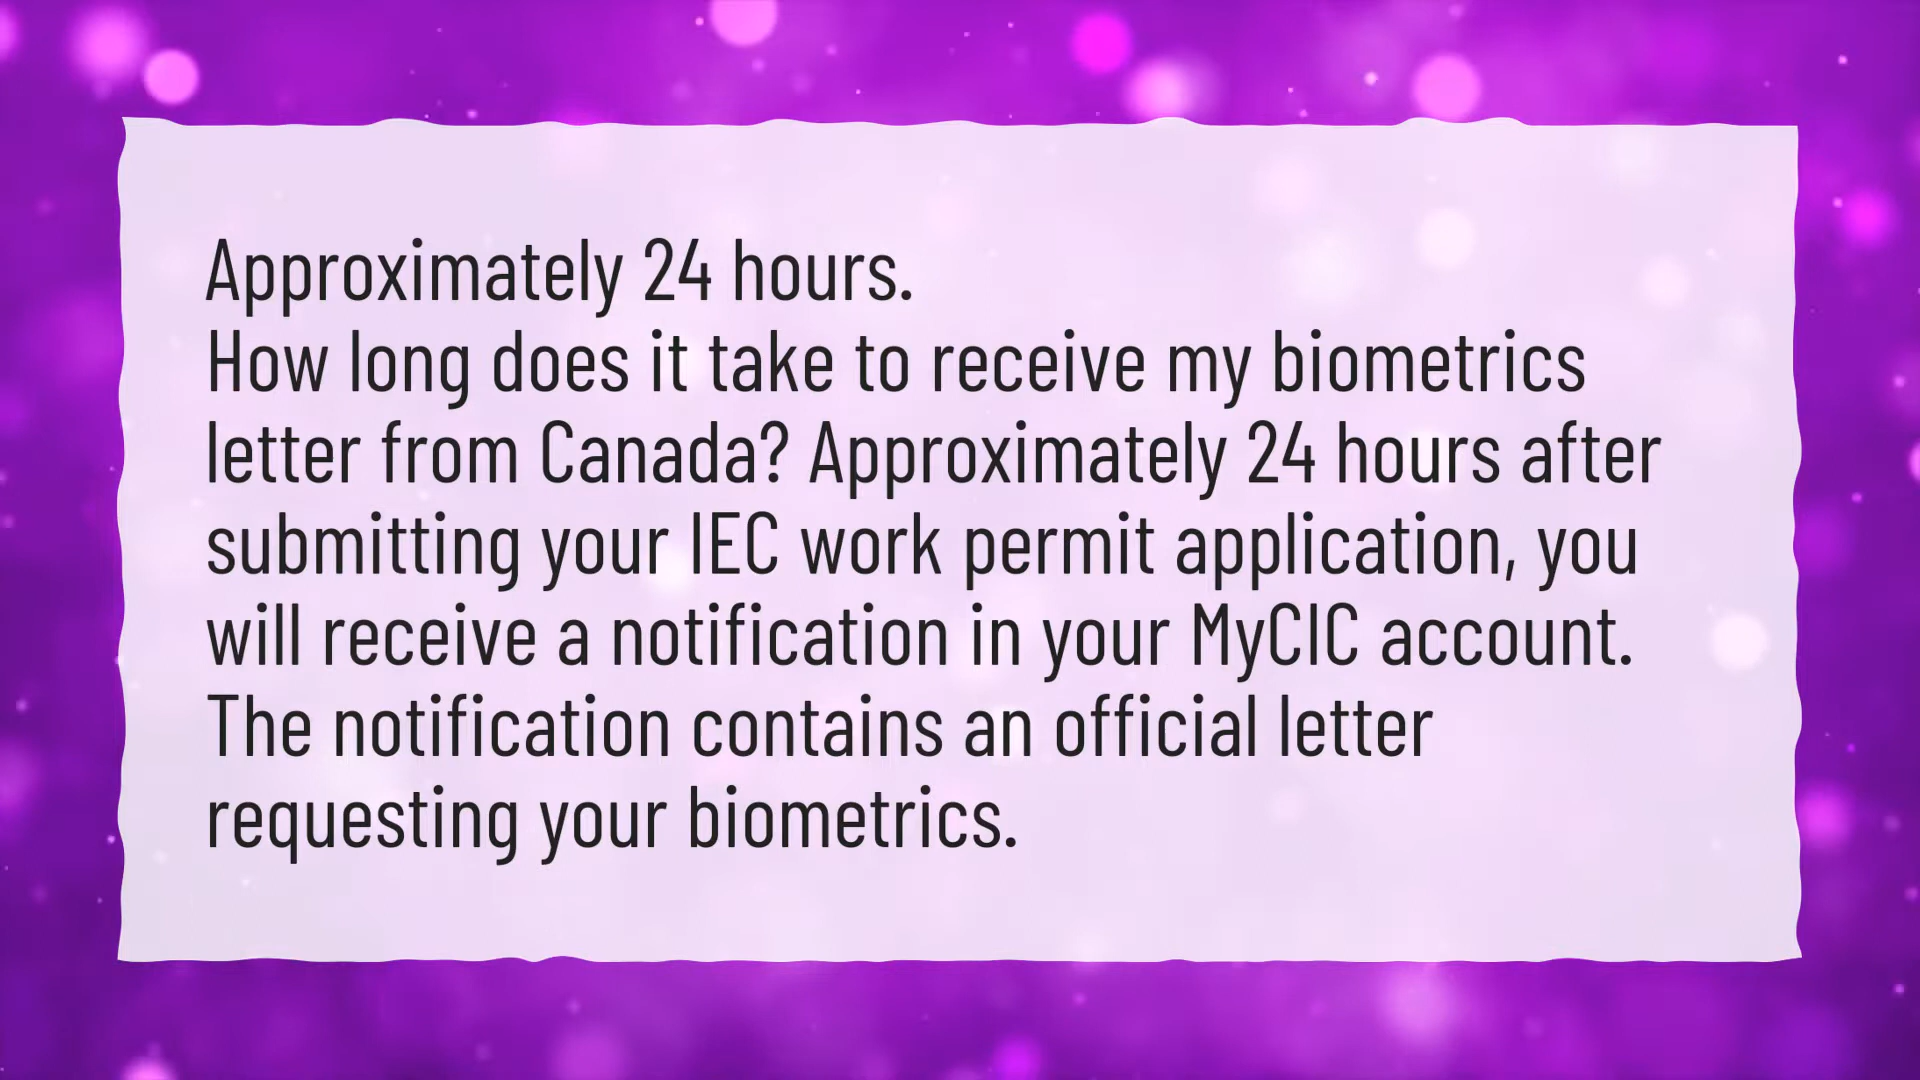 Approximately 24 hours.
How long does it take to receive my biometrics
letter from Canada? Approximately 24 hours after
submitting your IEC work permit application, you
will receive a notification in your MyCIC account.
The notification contains an official letter
requesting your biometrics.